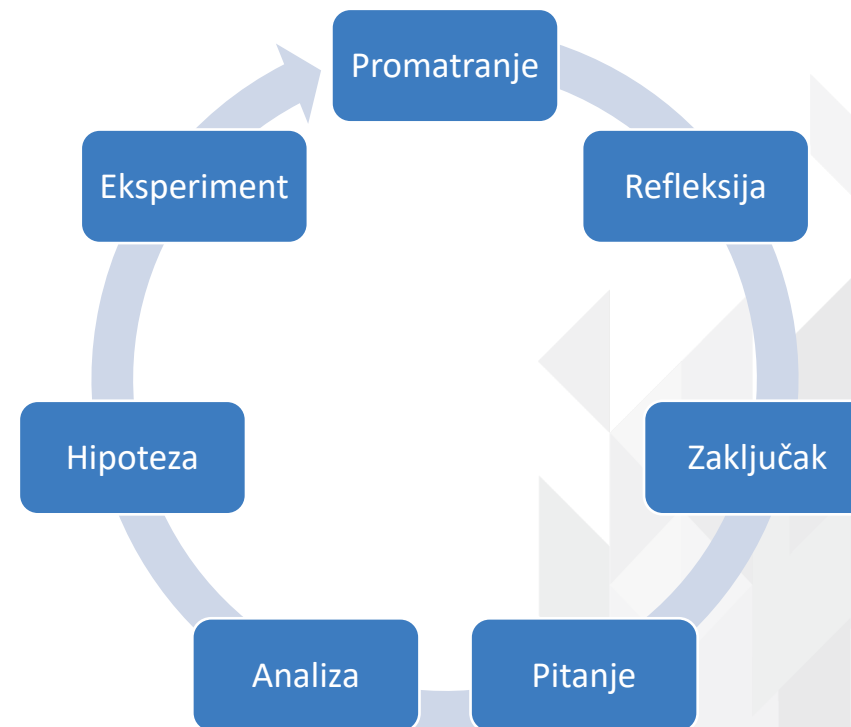 Promatranje
Refleksija
Zaključak
Pitanje
Analiza
Hipoteza
Eksperiment